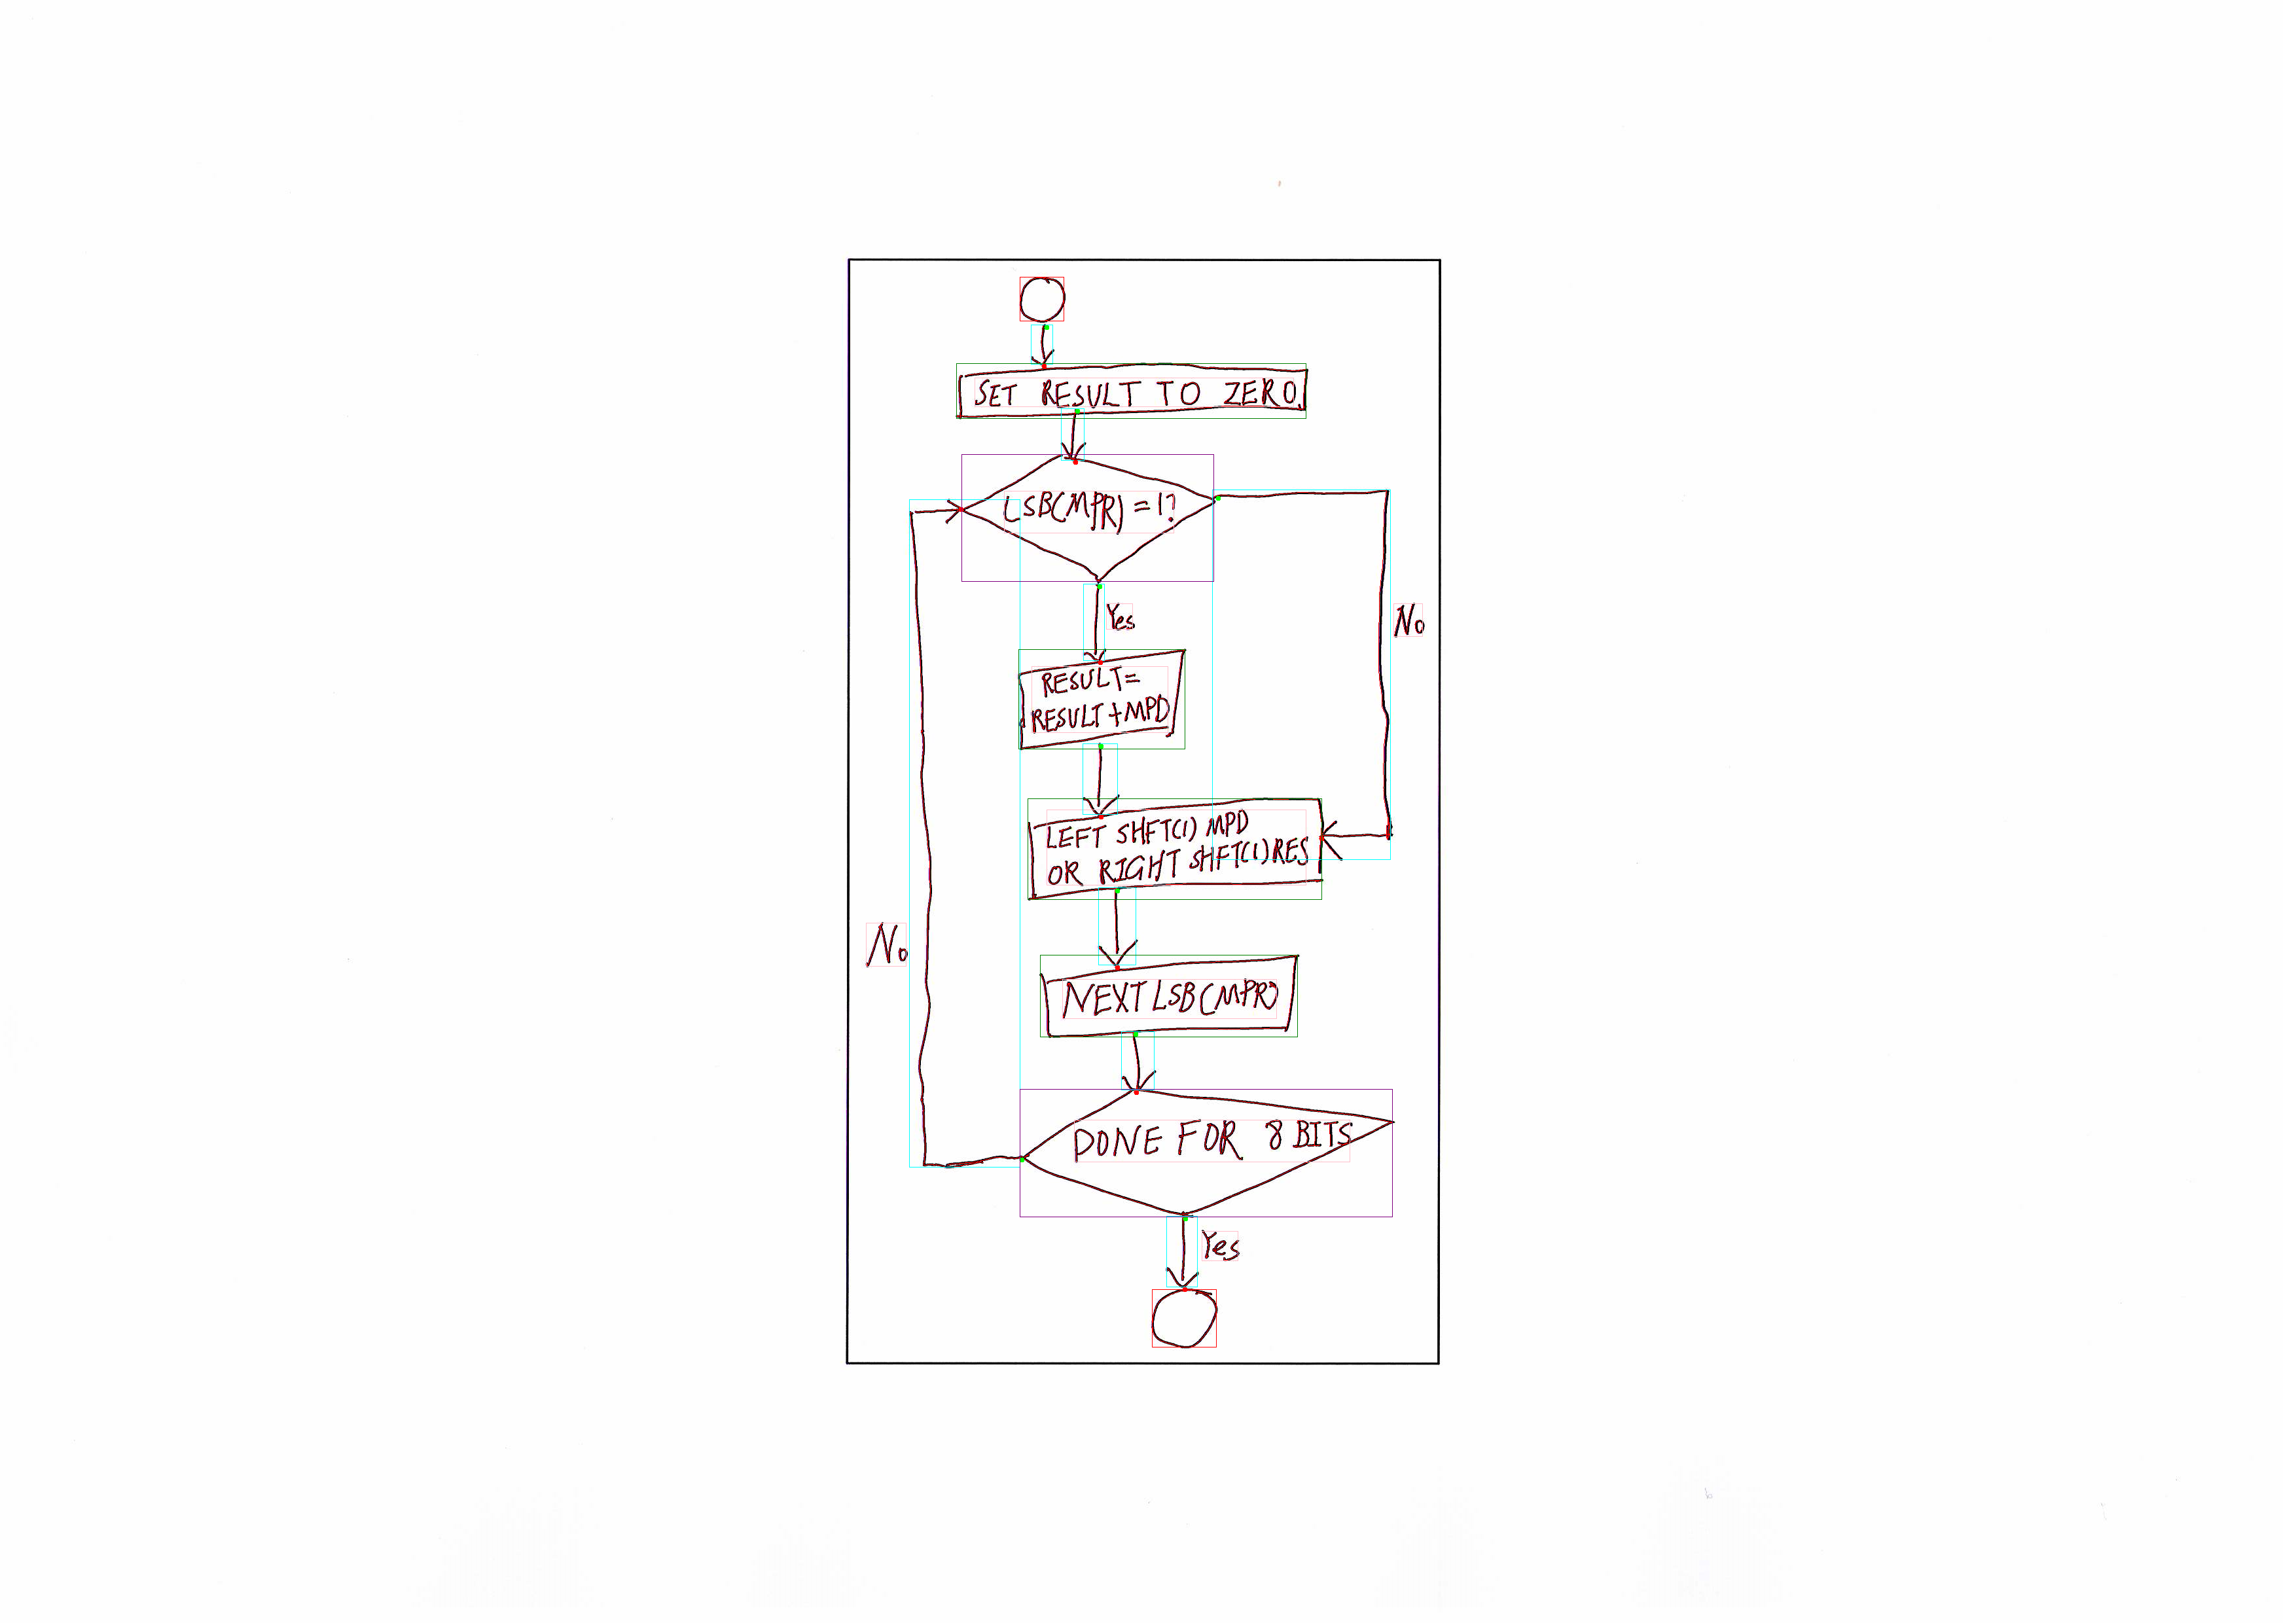 SET RESULT TO ZERO
LSB(MPR) = 1?
Yes
No
RESULT=
RESULT+MPD
LEFT SHFT(1) MPD
OR RIGHT SHFT(1) RES
No
NEXT LSB(MPR)
DONE FOR 8 BITS
Yes